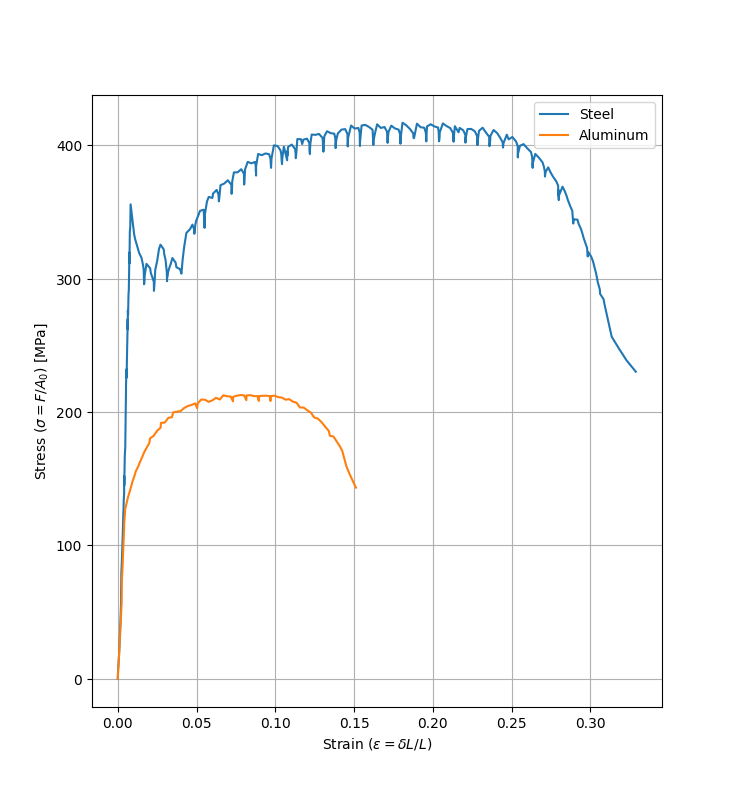 Steel
Aluminum
400
300
200
100
0
Stress (σ = F/A₀) [MPa]
0.00 0.05 0.10 0.15 0.20 0.25 0.30
Strain (ε = δL/L)